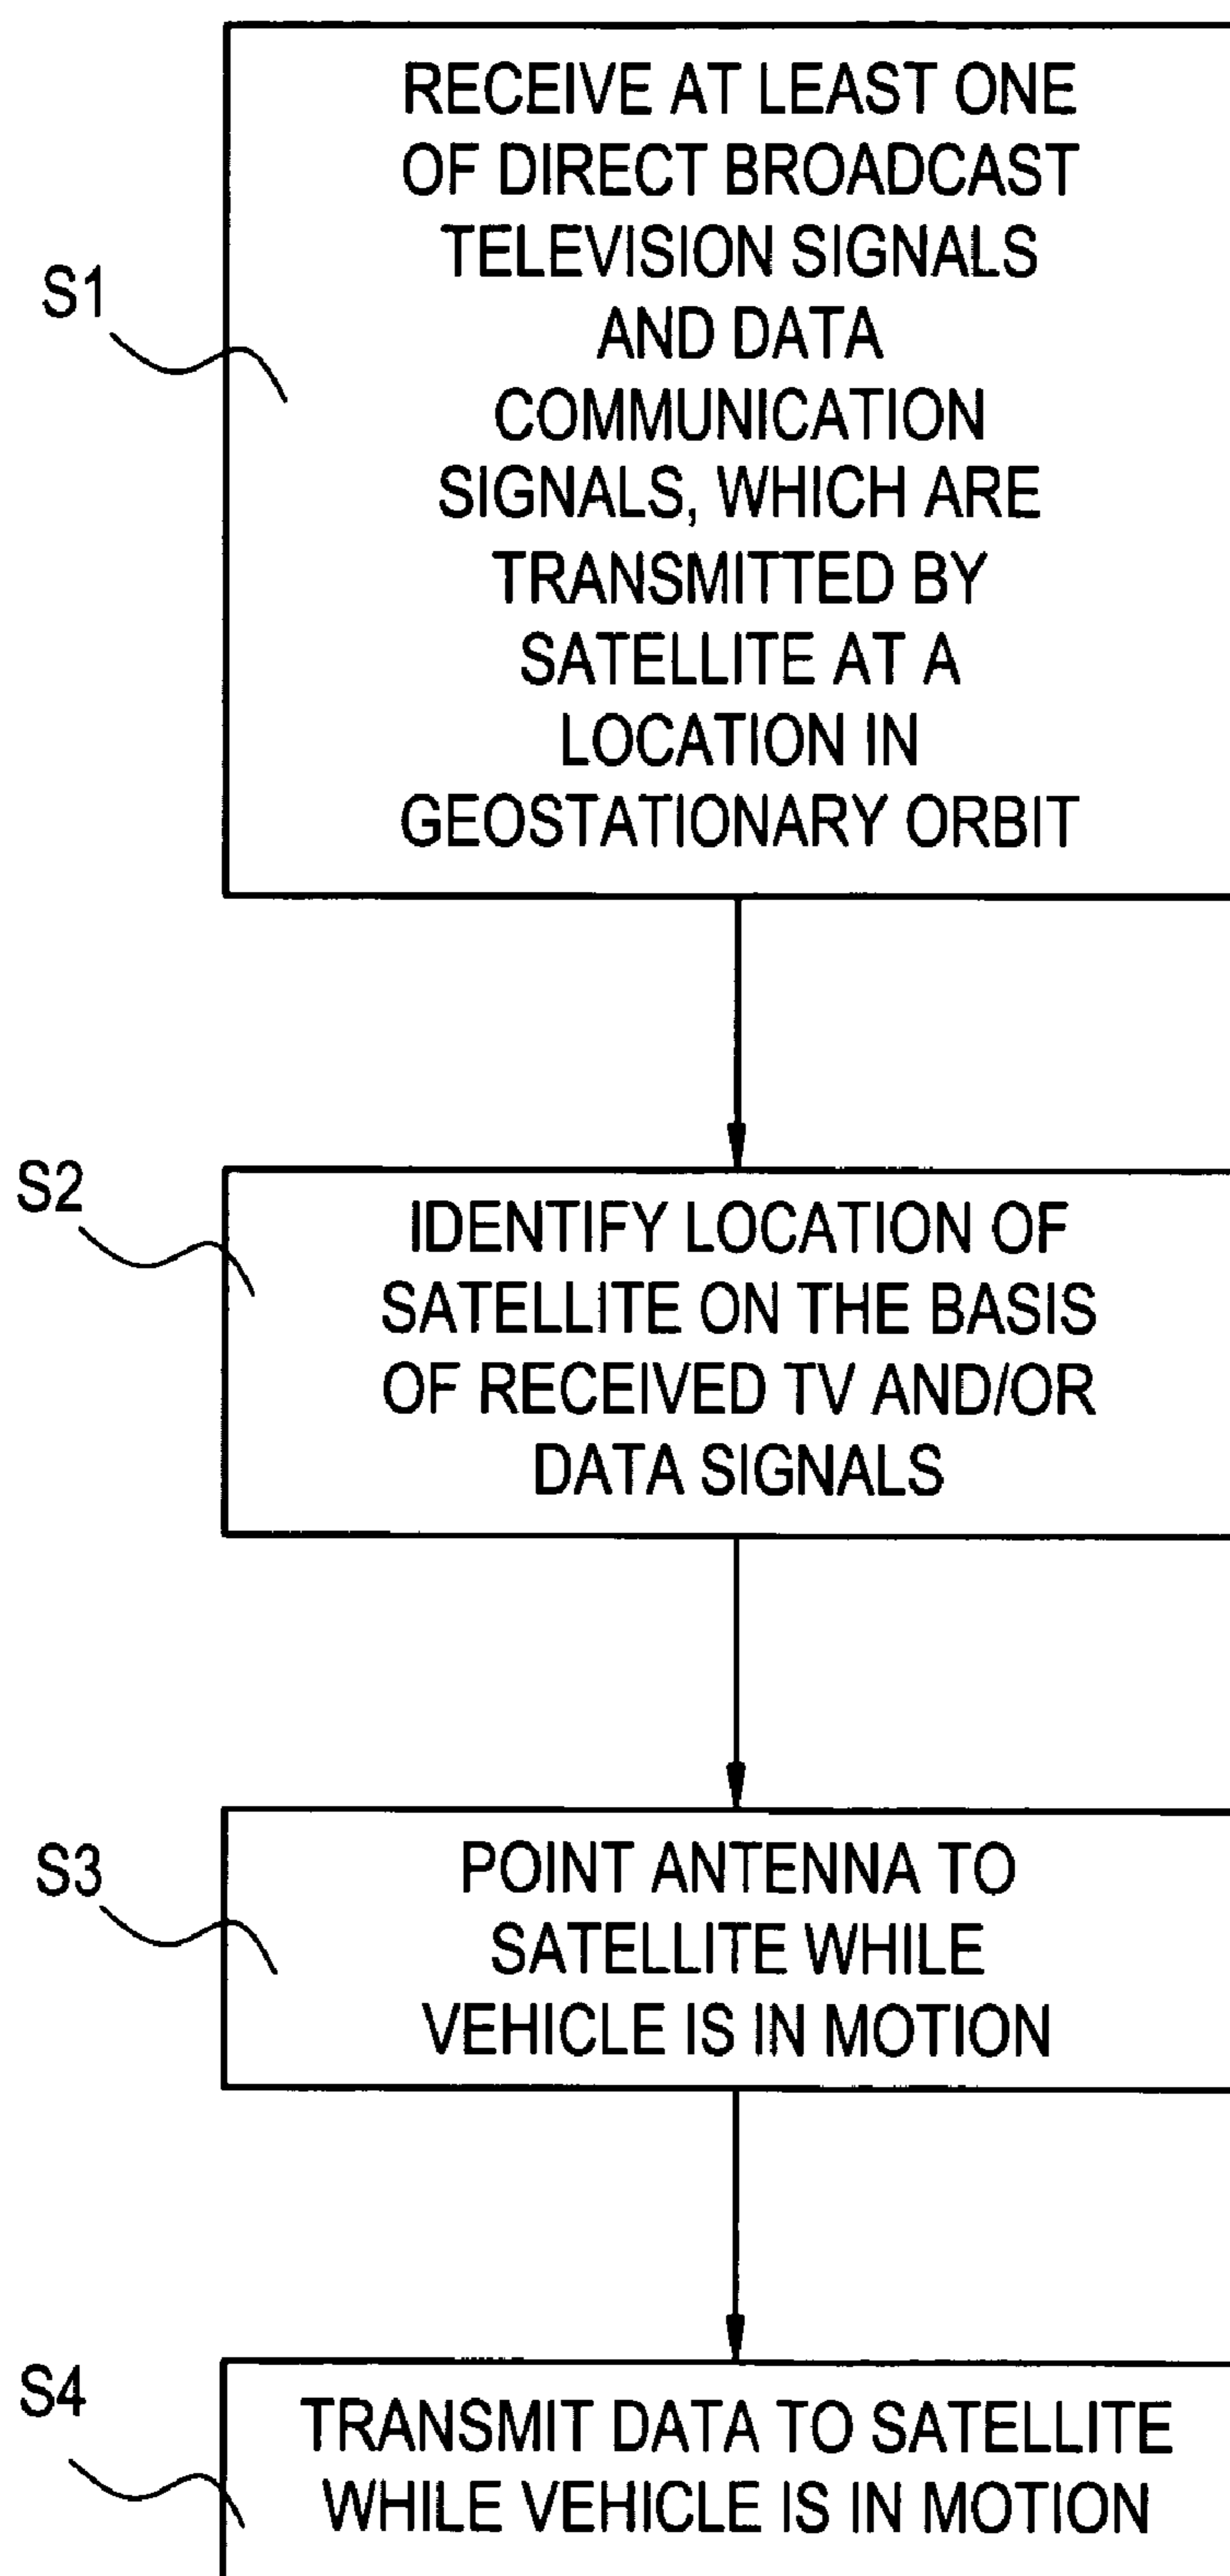 S1
RECEIVE AT LEAST ONE
OF DIRECT BROADCAST
TELEVISION SIGNALS
AND DATA
COMMUNICATION
SIGNALS, WHICH ARE
TRANSMITTED BY
SATELLITE AT A
LOCATION IN
GEOSTATIONARY ORBIT
S2
IDENTIFY LOCATION OF
SATELLITE ON THE BASIS
OF RECEIVED TV AND/OR
DATA SIGNALS
S3
POINT ANTENNA TO
SATELLITE WHILE
VEHICLE IS IN MOTION
S4
TRANSMIT DATA TO SATELLITE
WHILE VEHICLE IS IN MOTION